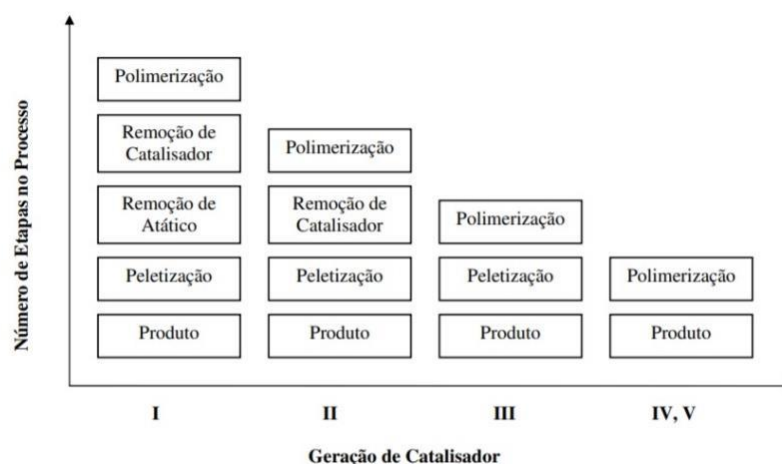 Número de Etapas no Processo
Polimerização
Remoção de
Catalisador
Remoção de
Atático
Peletização
Produto
Polimerização
Remoção de
Catalisador
Peletização
Produto
Polimerização
Peletização
Produto
Polimerização
Produto
I
II
III
IV, V
Geração de Catalisador